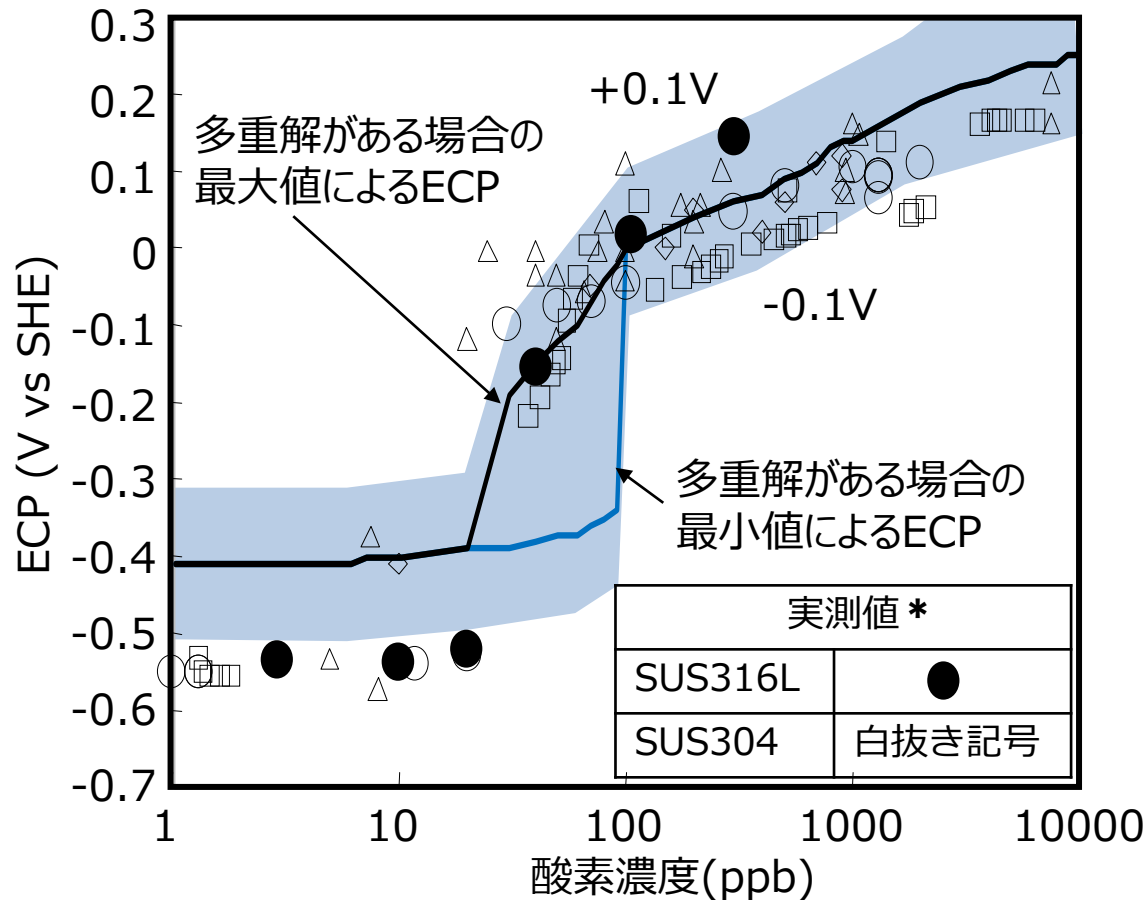 0.3
0.2
0.1
0
-0.1
-0.2
-0.3
-0.4
-0.5
-0.6
-0.7
ECP (V vs SHE)
多重解がある場合の
最大値によるECP
+0.1V
-0.1V
多重解がある場合の
最小値によるECP
実測値*
SUS316L
SUS304 白抜き記号
1 10 100 1000 10000
酸素濃度(ppb)